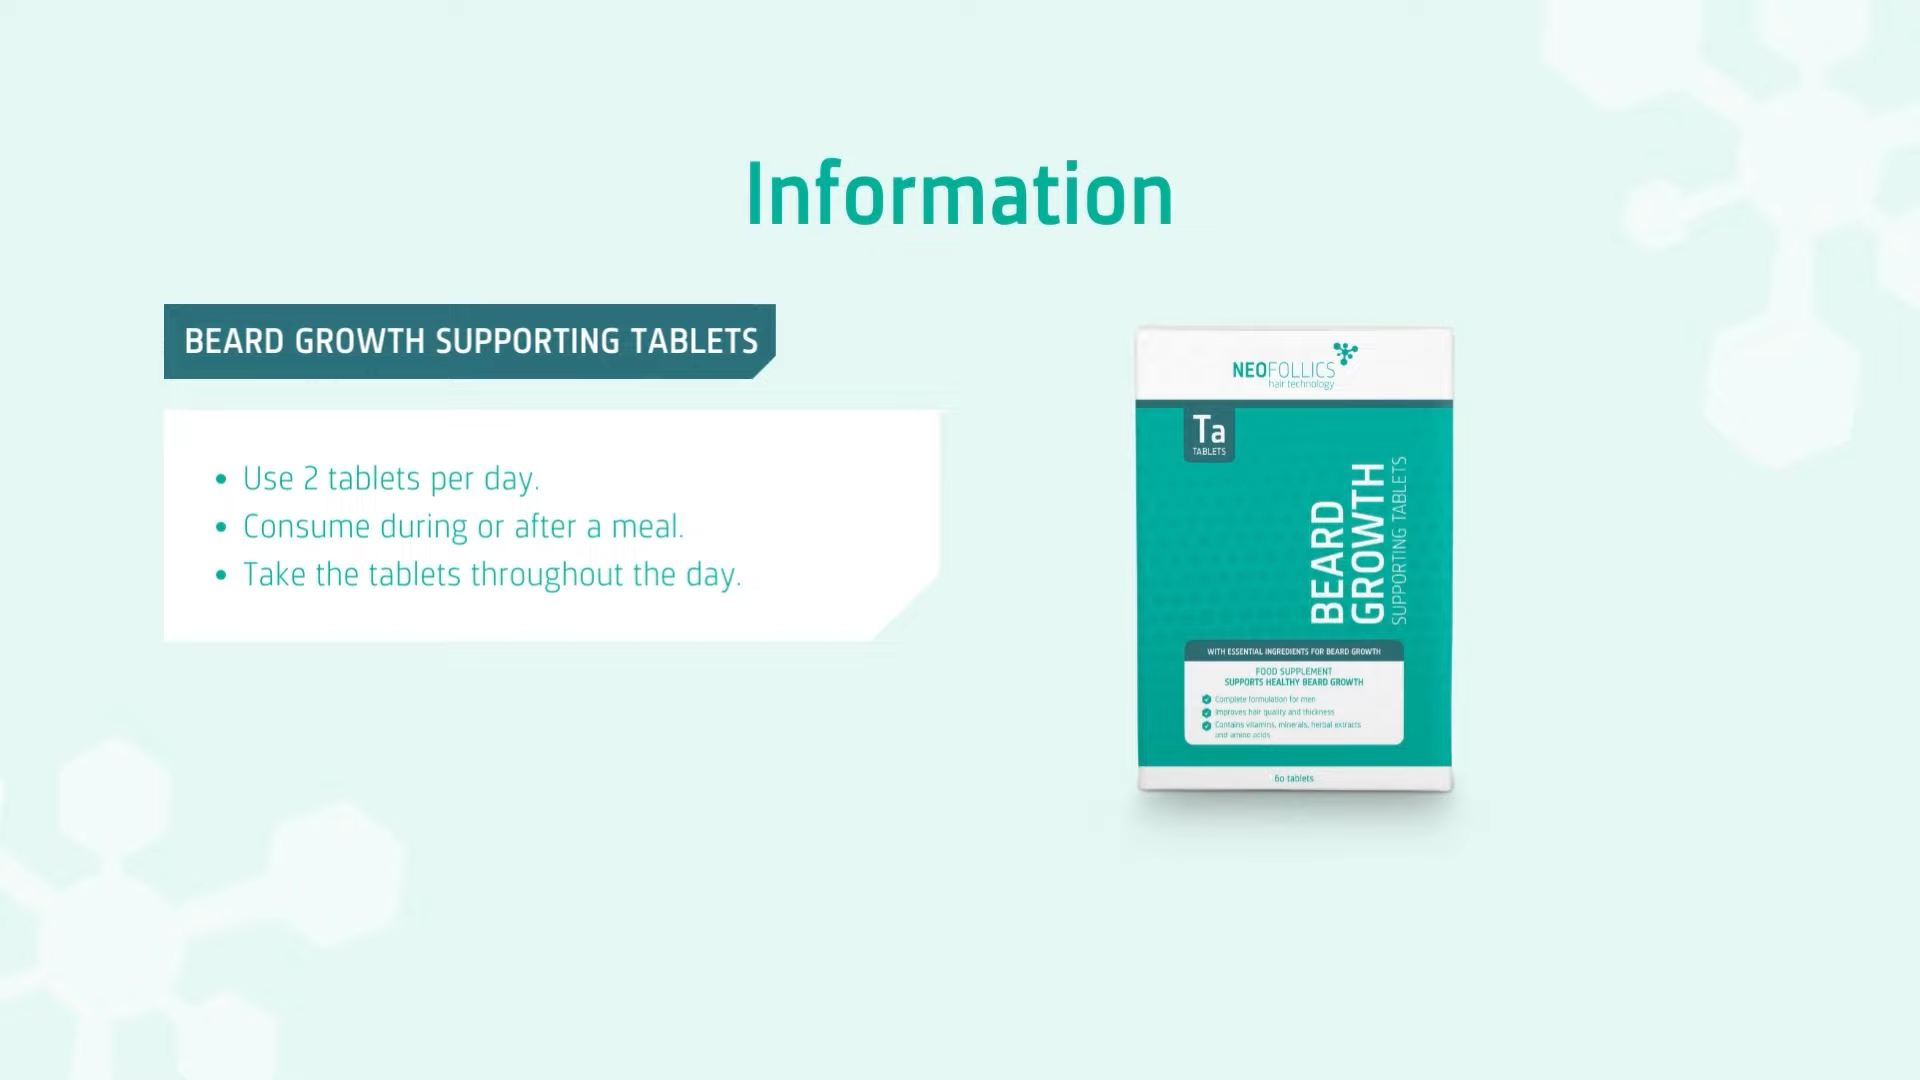 Information
BEARD GROWTH SUPPORTING TABLETS
Use 2 tablets per day.
Consume during or after a meal.
Take the tablets throughout the day.
NEOFOLLICS
hair technology
Ta
TABLETS
BEARD
GROWTH
SUPPORTING TABLETS
WITH ESSENTIAL INGREDIENTS FOR BEARD GROWTH
FOOD SUPPLEMENT
SUPPORTS HEALTHY BEARD GROWTH
Complete formulation for men
Improves hair quality and thickness
Contains vitamins, minerals, herbal extracts
and amino acids
60 tablets